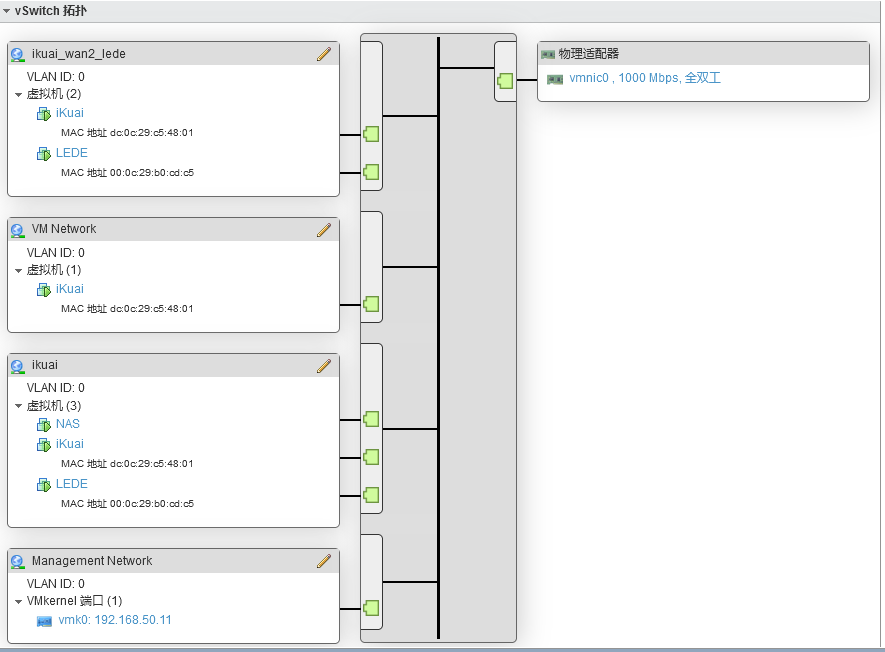 vSwitch 拓扑
ikuai_wan2_lede
VLAN ID: 0
虚拟机 (2)
iKuai
MAC 地址 dc:0c:29:c5:48:01
LEDE
MAC 地址 00:0c:29:b0:cd:c5
VM Network
VLAN ID: 0
虚拟机 (1)
iKuai
MAC 地址 dc:0c:29:c5:48:01
ikuai
VLAN ID: 0
虚拟机 (3)
NAS
iKuai
MAC 地址 dc:0c:29:c5:48:01
LEDE
MAC 地址 00:0c:29:b0:cd:c5
Management Network
VLAN ID: 0
VMkernel 端口 (1)
vmk0: 192.168.50.11
物理适配器
vmnic0 , 1000 Mbps, 全双工